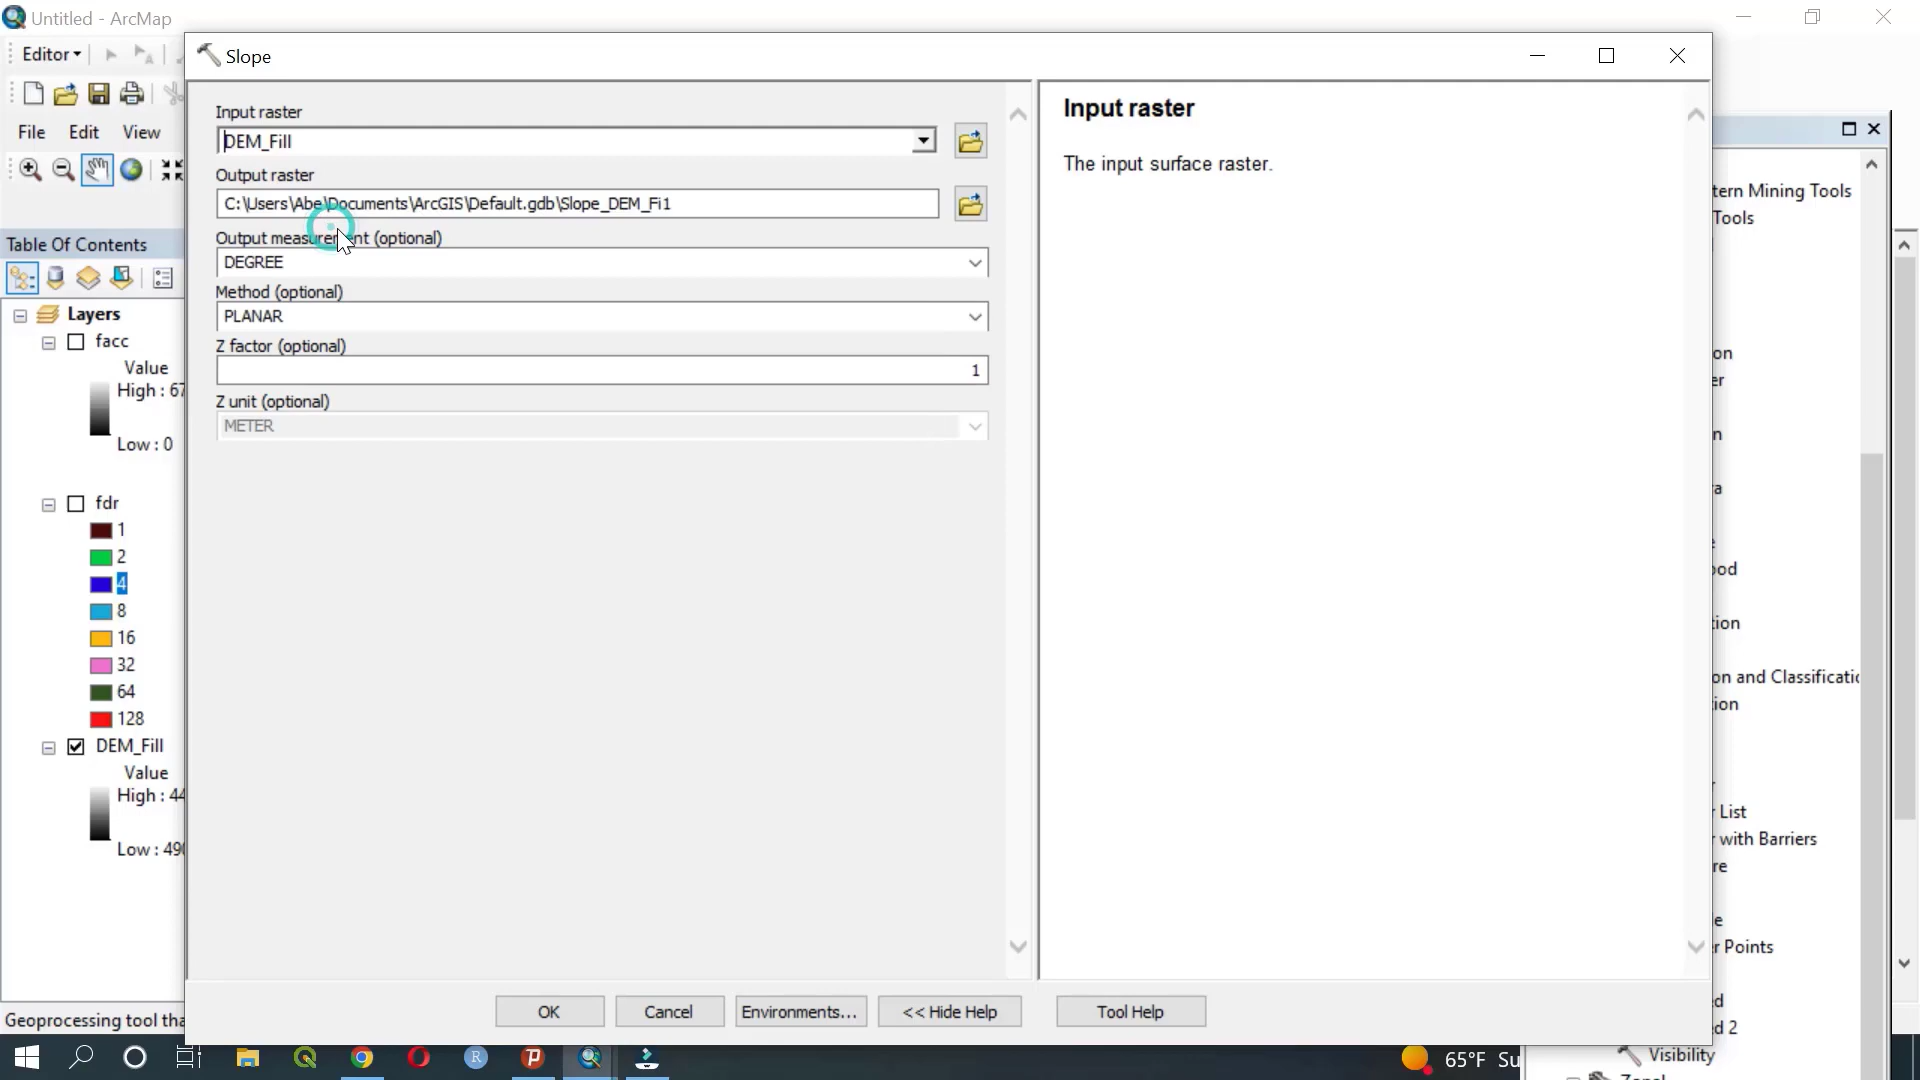 Untitled - ArcMap
Editor
File Edit View
Table Of Contents
Layers
facc
Value
High : 67
Low : 0
fdr
1
2
4
8
16
32
64
128
DEM_Fill
Value
High : 44
Low : 490
Geoprocessing tool tha
Slope
Input raster
DEM_Fill
Output raster
C:\Users\Abe\Documents\ArcGIS\Default.gdb\Slope_DEM_Fi1
Output measurement (optional)
DEGREE
Method (optional)
PLANAR
Z factor (optional)
1
Z unit (optional)
METER
OK Cancel Environments... << Hide Help Tool Help
Input raster
The input surface raster.
tern Mining Tools
Tools
on
er
n
a
e
ood
tion
on and Classificatio
tion
r
r List
r with Barriers
re
e
r Points
d
d 2
Visibility
65°F Su